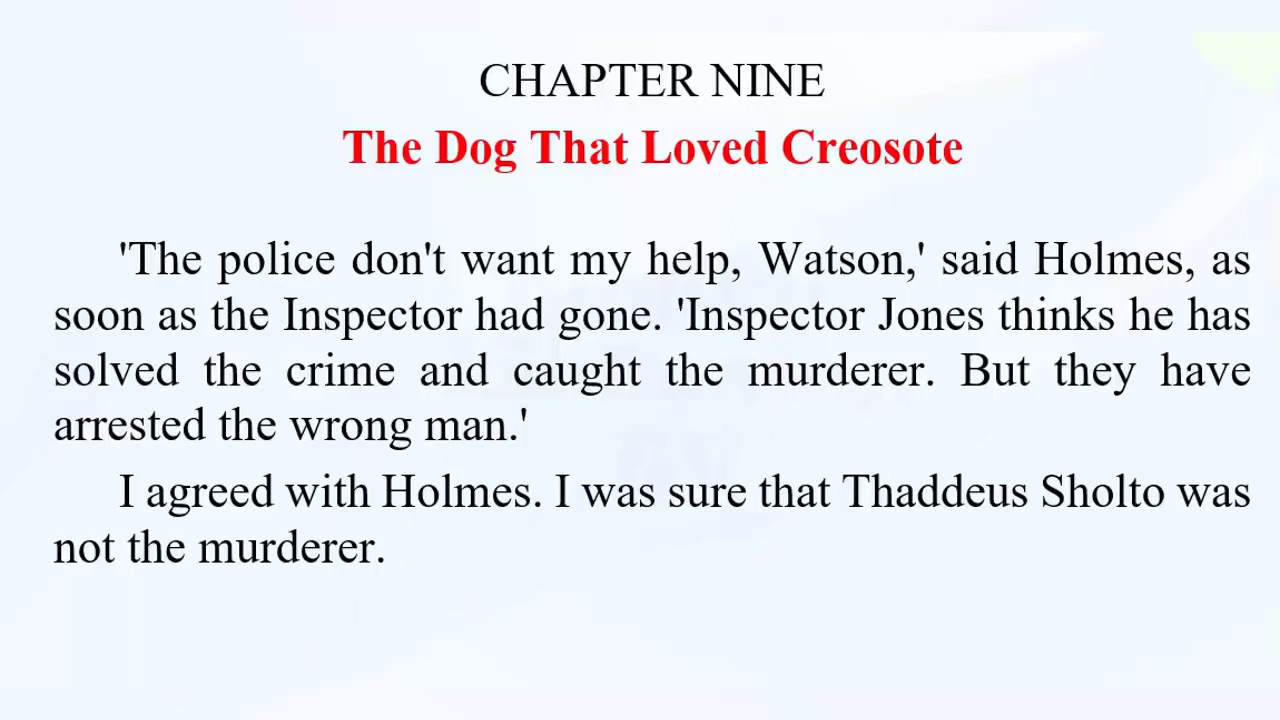 CHAPTER NINE
The Dog That Loved Creosote
'The police don't want my help, Watson,' said Holmes, as
soon as the Inspector had gone. 'Inspector Jones thinks he has
solved the crime and caught the murderer. But they have
arrested the wrong man.'
I agreed with Holmes. I was sure that Thaddeus Sholto was
not the murderer.